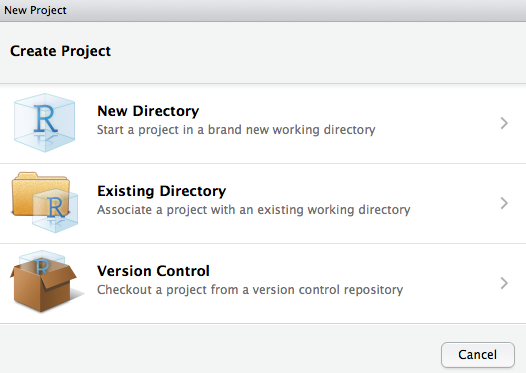 New Project
Create Project
R
New Directory
Start a project in a brand new working directory
R
Existing Directory
Associate a project with an existing working directory
R
Version Control
Checkout a project from a version control repository
Cancel